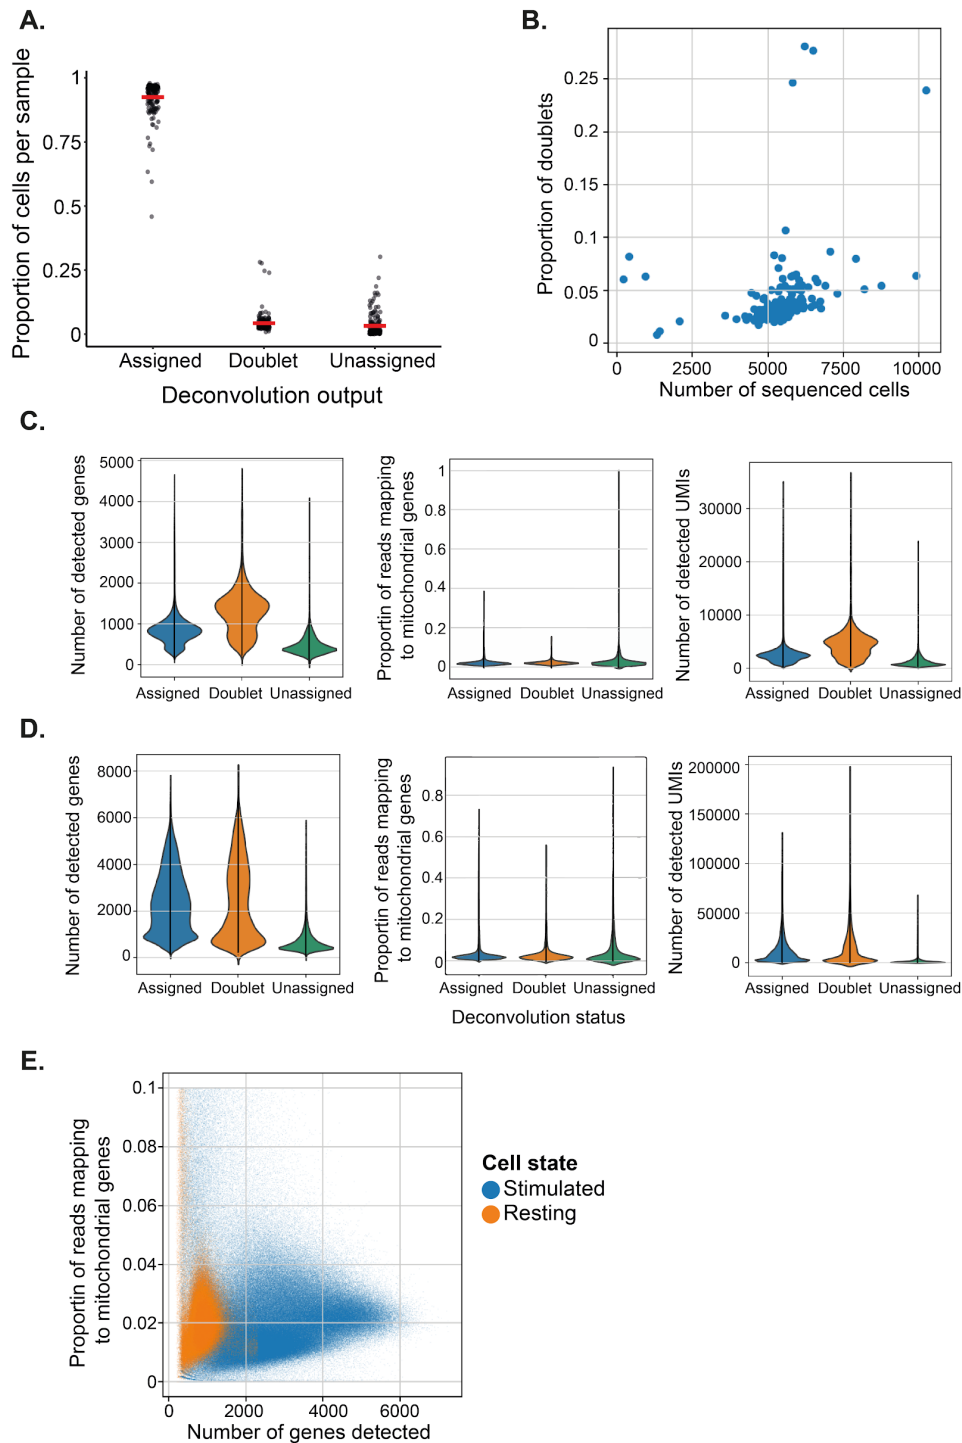 A.
Proportion of cells per sample
1
0.75
0.5
0.25
0
Assigned Doublet Unassigned
Deconvolution output
B.
Proportion of doublets
0.25
0.2
0.15
0.1
0.05
0
0 2500 5000 7500 10000
Number of sequenced cells
C.
Number of detected genes
5000
4000
3000
2000
1000
0
Assigned Doublet Unassigned
Proportin of reads mapping
to mitochondrial genes
1
0.8
0.6
0.4
0.2
0
Assigned Doublet Unassigned
Number of detected UMIs
30000
20000
10000
0
Assigned Doublet Unassigned
D.
Number of detected genes
8000
6000
4000
2000
0
Assigned Doublet Unassigned
Proportin of reads mapping
to mitochondrial genes
0.8
0.6
0.4
0.2
0
Assigned Doublet Unassigned
Number of detected UMIs
200000
150000
100000
50000
0
Assigned Doublet Unassigned
Deconvolution status
E.
Proportin of reads mapping
to mitochondrial genes
0.1
0.08
0.06
0.04
0.02
0
0 2000 4000 6000
Number of genes detected
Cell state
Stimulated
Resting